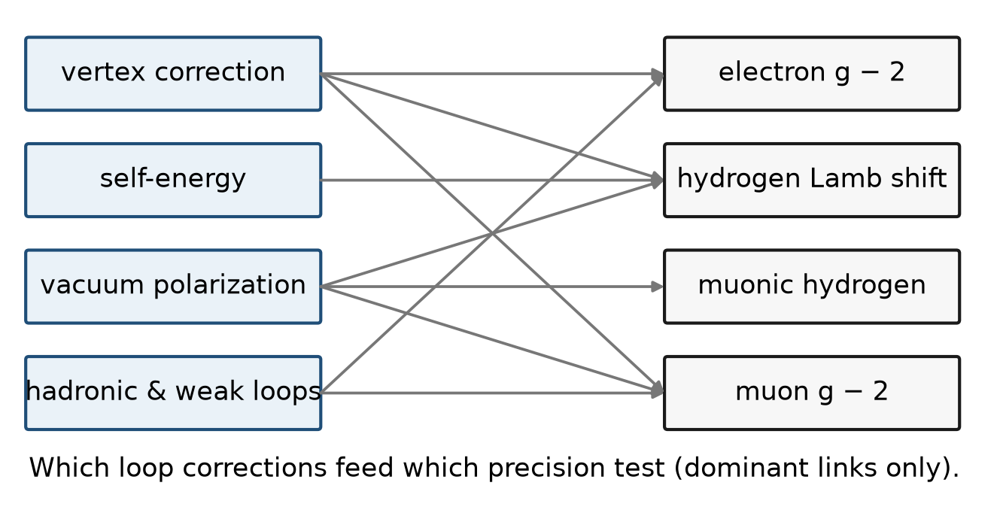 vertex correction
electron g − 2
self-energy
hydrogen Lamb shift
vacuum polarization
muonic hydrogen
hadronic & weak loops
muon g − 2
Which loop corrections feed which precision test (dominant links only).